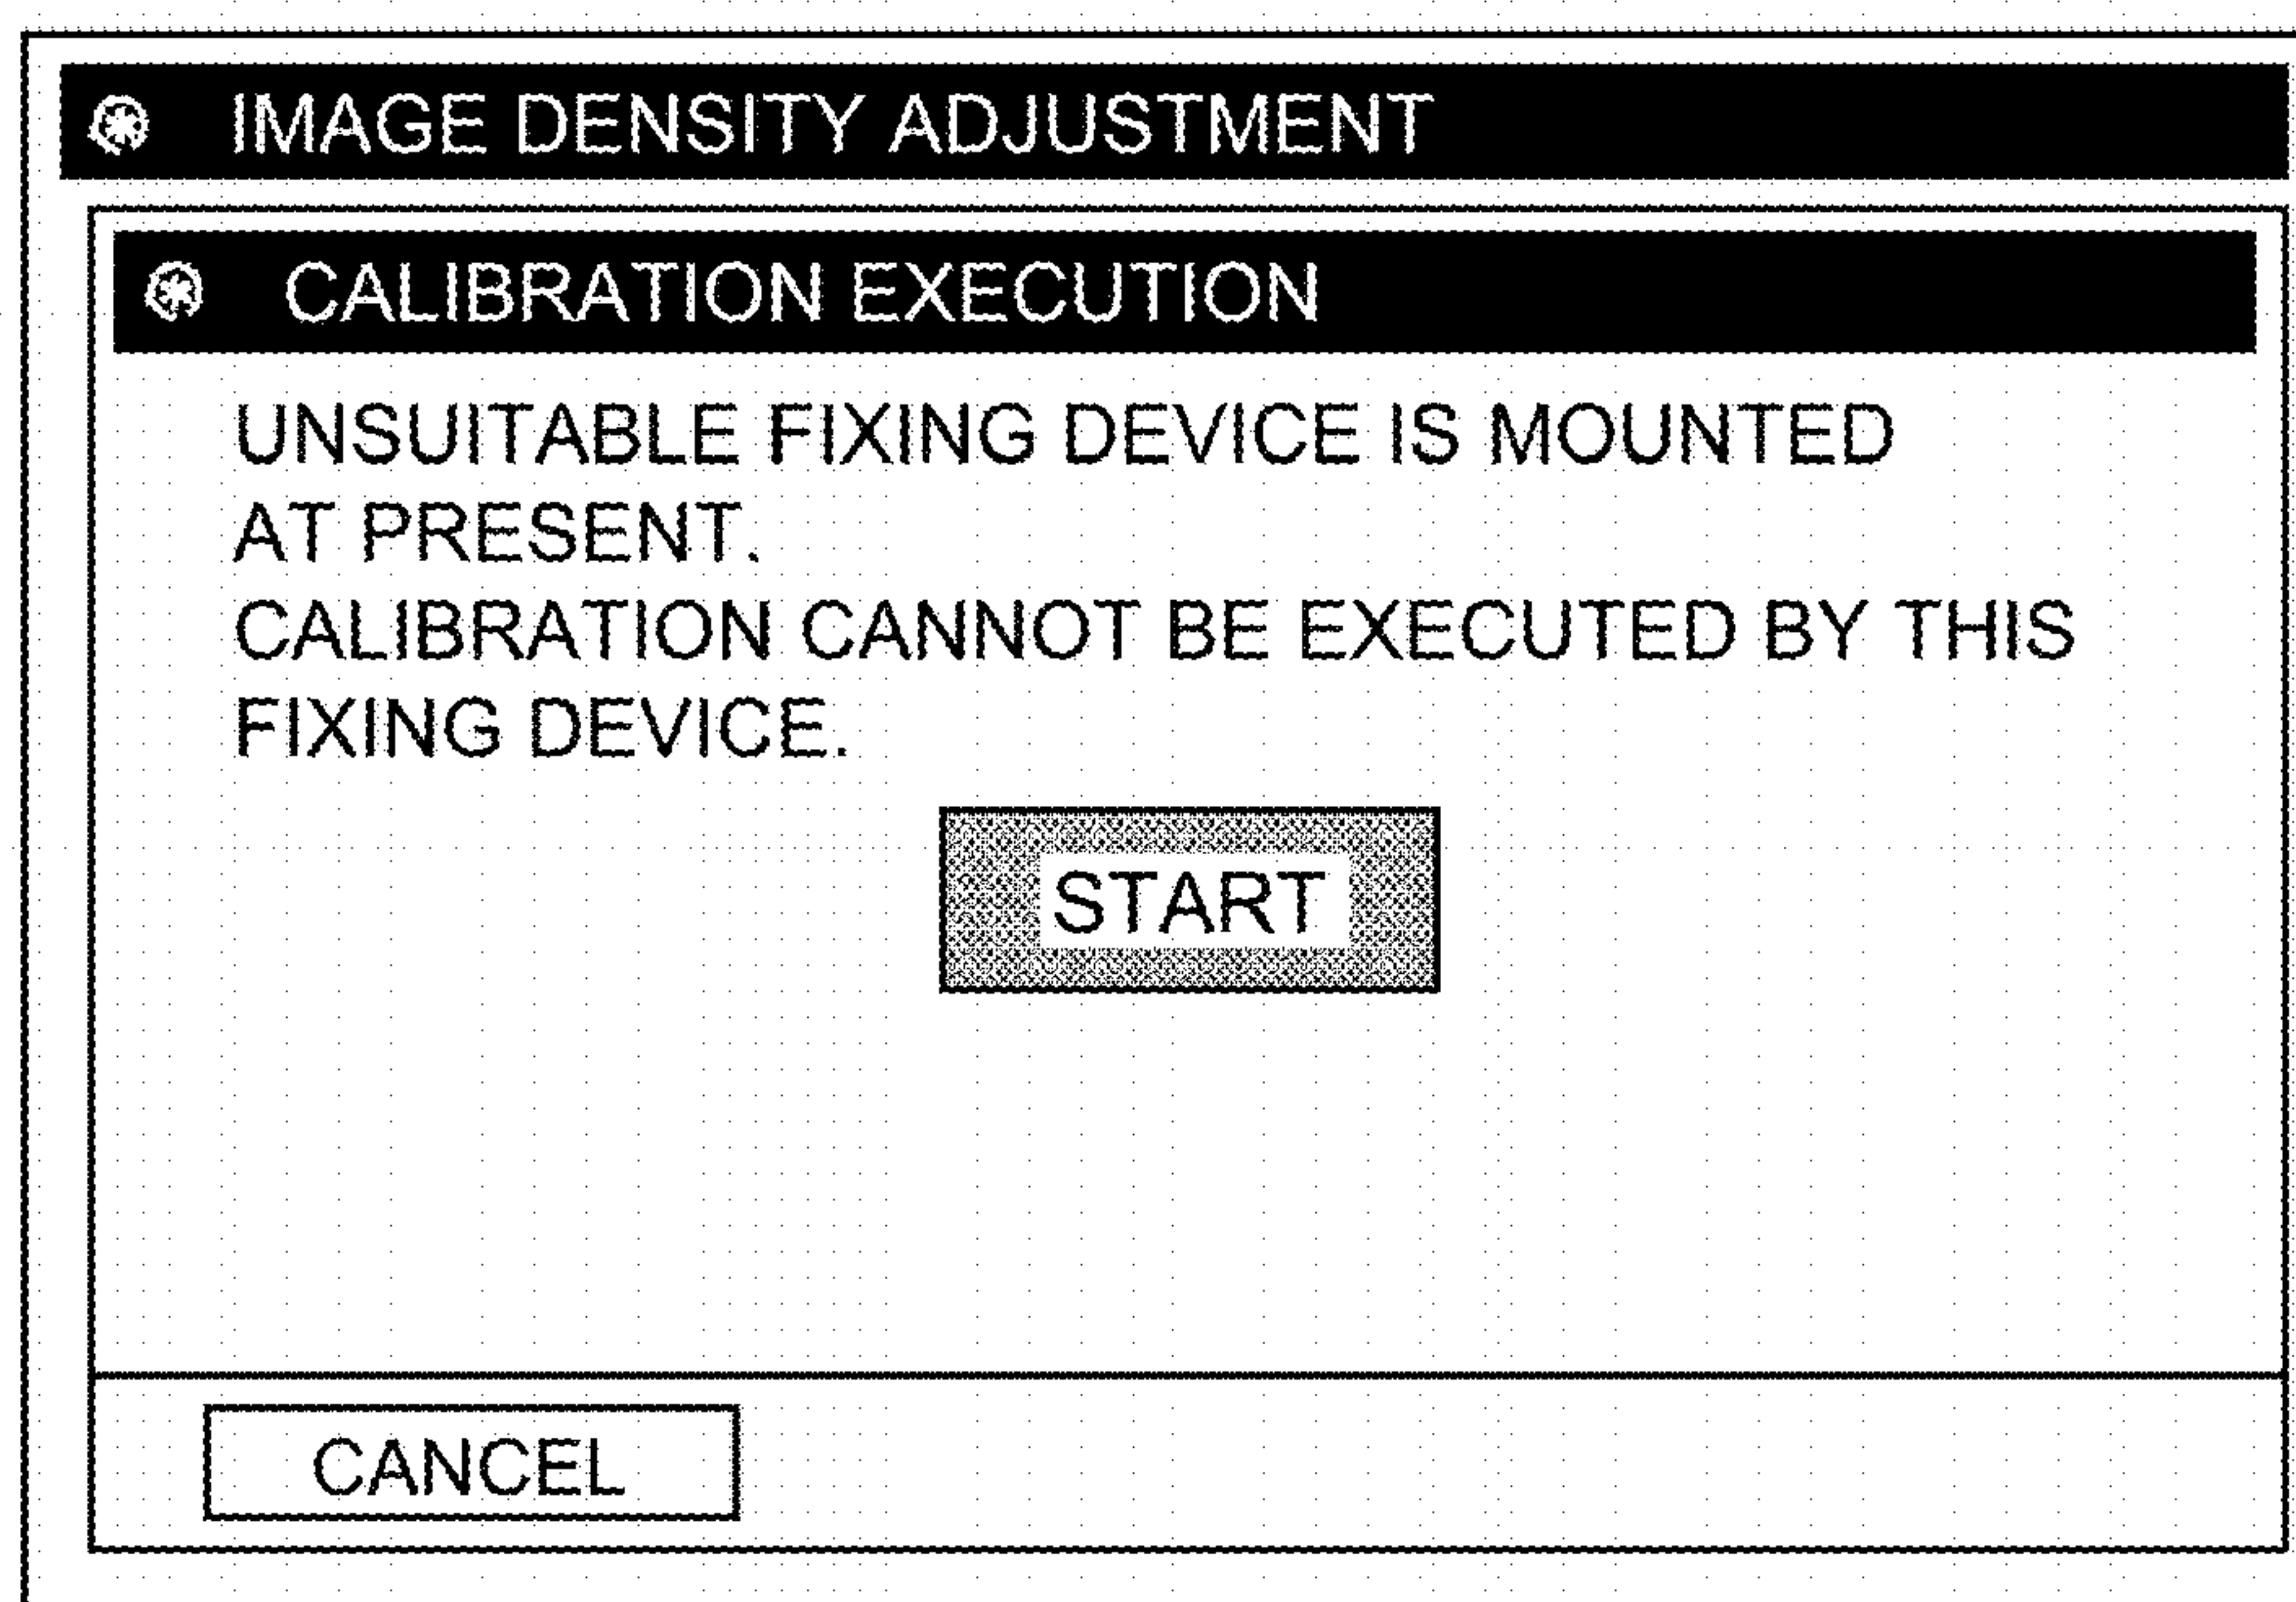 IMAGE DENSITY ADJUSTMENT
CALIBRATION EXECUTION
UNSUITABLE FIXING DEVICE IS MOUNTED
AT PRESENT.
CALIBRATION CANNOT BE EXECUTED BY THIS
FIXING DEVICE.
START
CANCEL